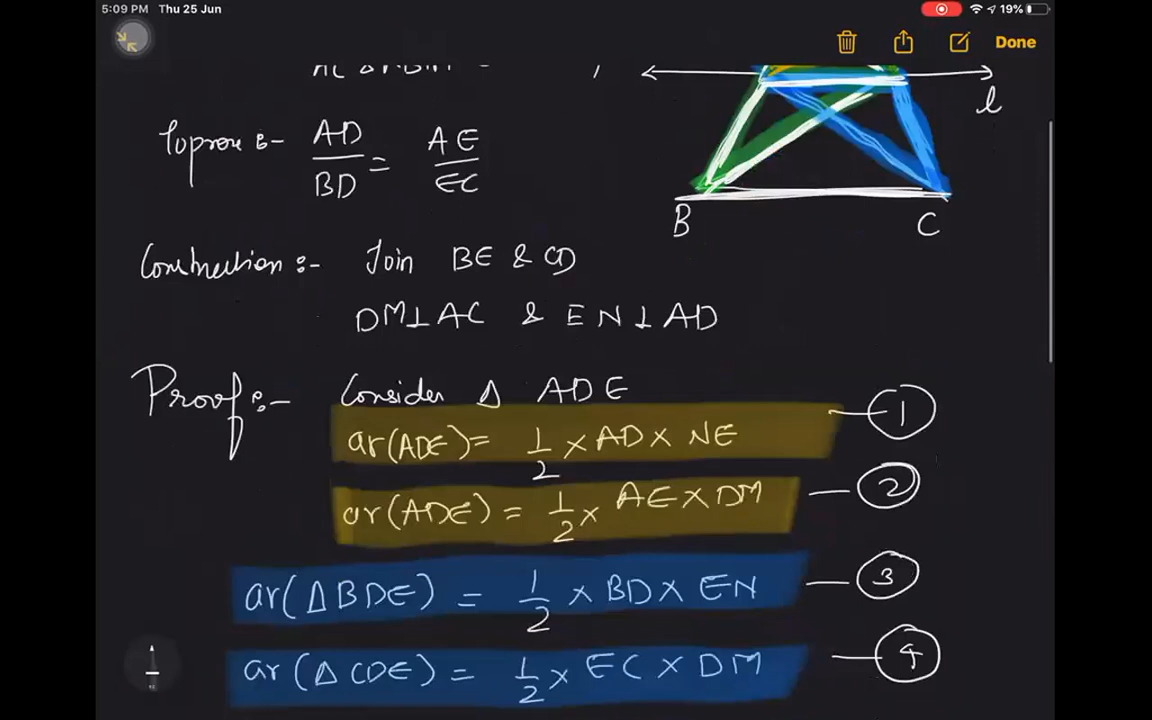 5:09 PM Thu 25 Jun
19%
Done
l
Toprove :- AD/BD = AE/EC
B C
Construction :- Join BE & CD
DM⊥AC & EN⊥AD
Proof :- Consider Δ ADE
ar(ADE) = 1/2 × AD × NE — 1
ar(ADE) = 1/2 × AE × DM — 2
ar(ΔBDE) = 1/2 × BD × EN — 3
ar(ΔCDE) = 1/2 × EC × DM — 4